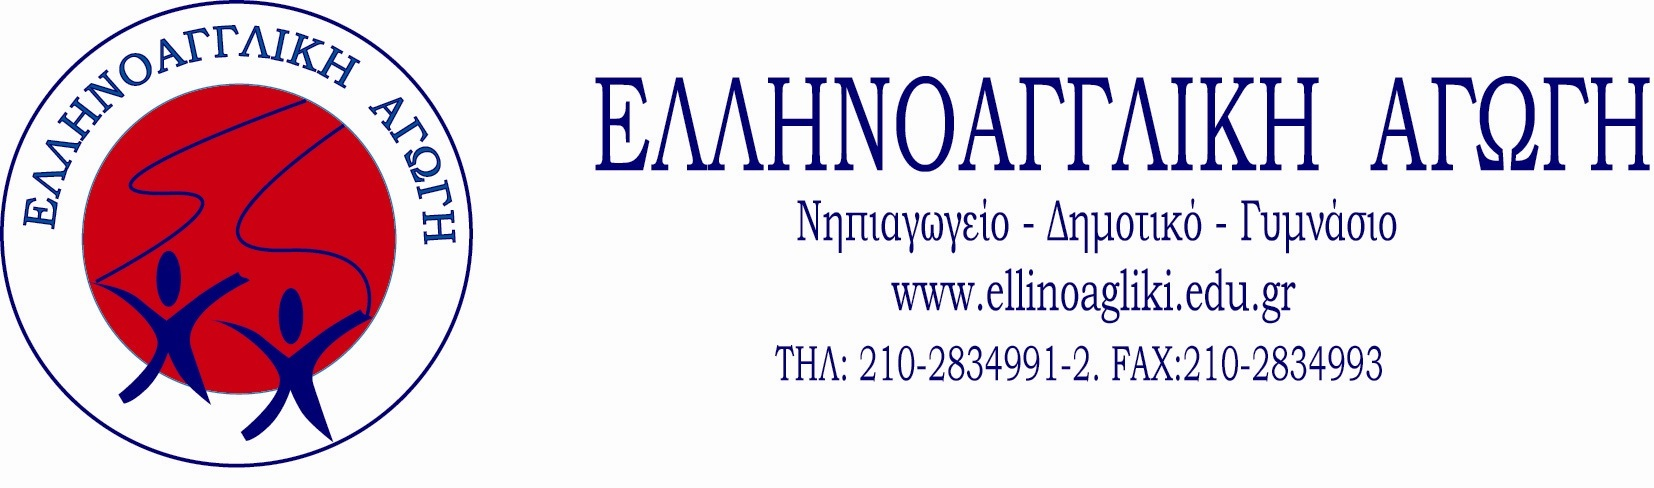 ΕΛΛΗΝΟΑΓΓΛΙΚΗ ΑΓΩΓΗ
ΕΛΛΗΝΟΑΓΓΛΙΚΗ ΑΓΩΓΗ
Νηπιαγωγείο - Δημοτικό - Γυμνάσιο
www.ellinoagliki.edu.gr
ΤΗΛ: 210-2834991-2. FAX:210-2834993